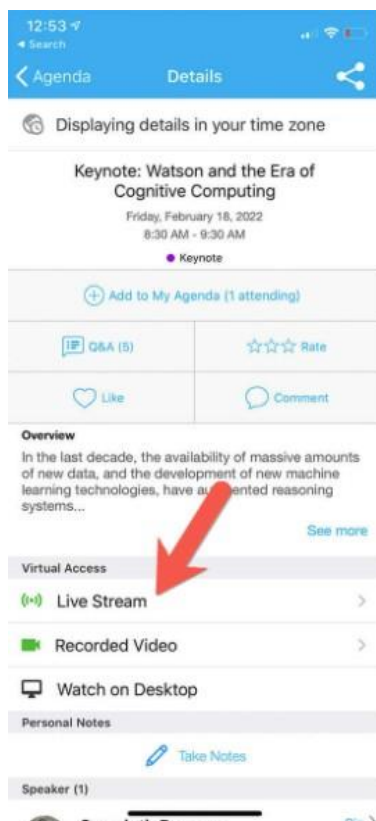 12:53
Search
Agenda
Details
Displaying details in your time zone
Keynote: Watson and the Era of
Cognitive Computing
Friday, February 18, 2022
8:30 AM - 9:30 AM
Keynote
Add to My Agenda (1 attending)
Q&A (5)
Rate
Like
Comment
Overview
In the last decade, the availability of massive amounts
of new data, and the development of new machine
learning technologies, have augmented reasoning
systems...
See more
Virtual Access
Live Stream
Recorded Video
Watch on Desktop
Personal Notes
Take Notes
Speaker (1)